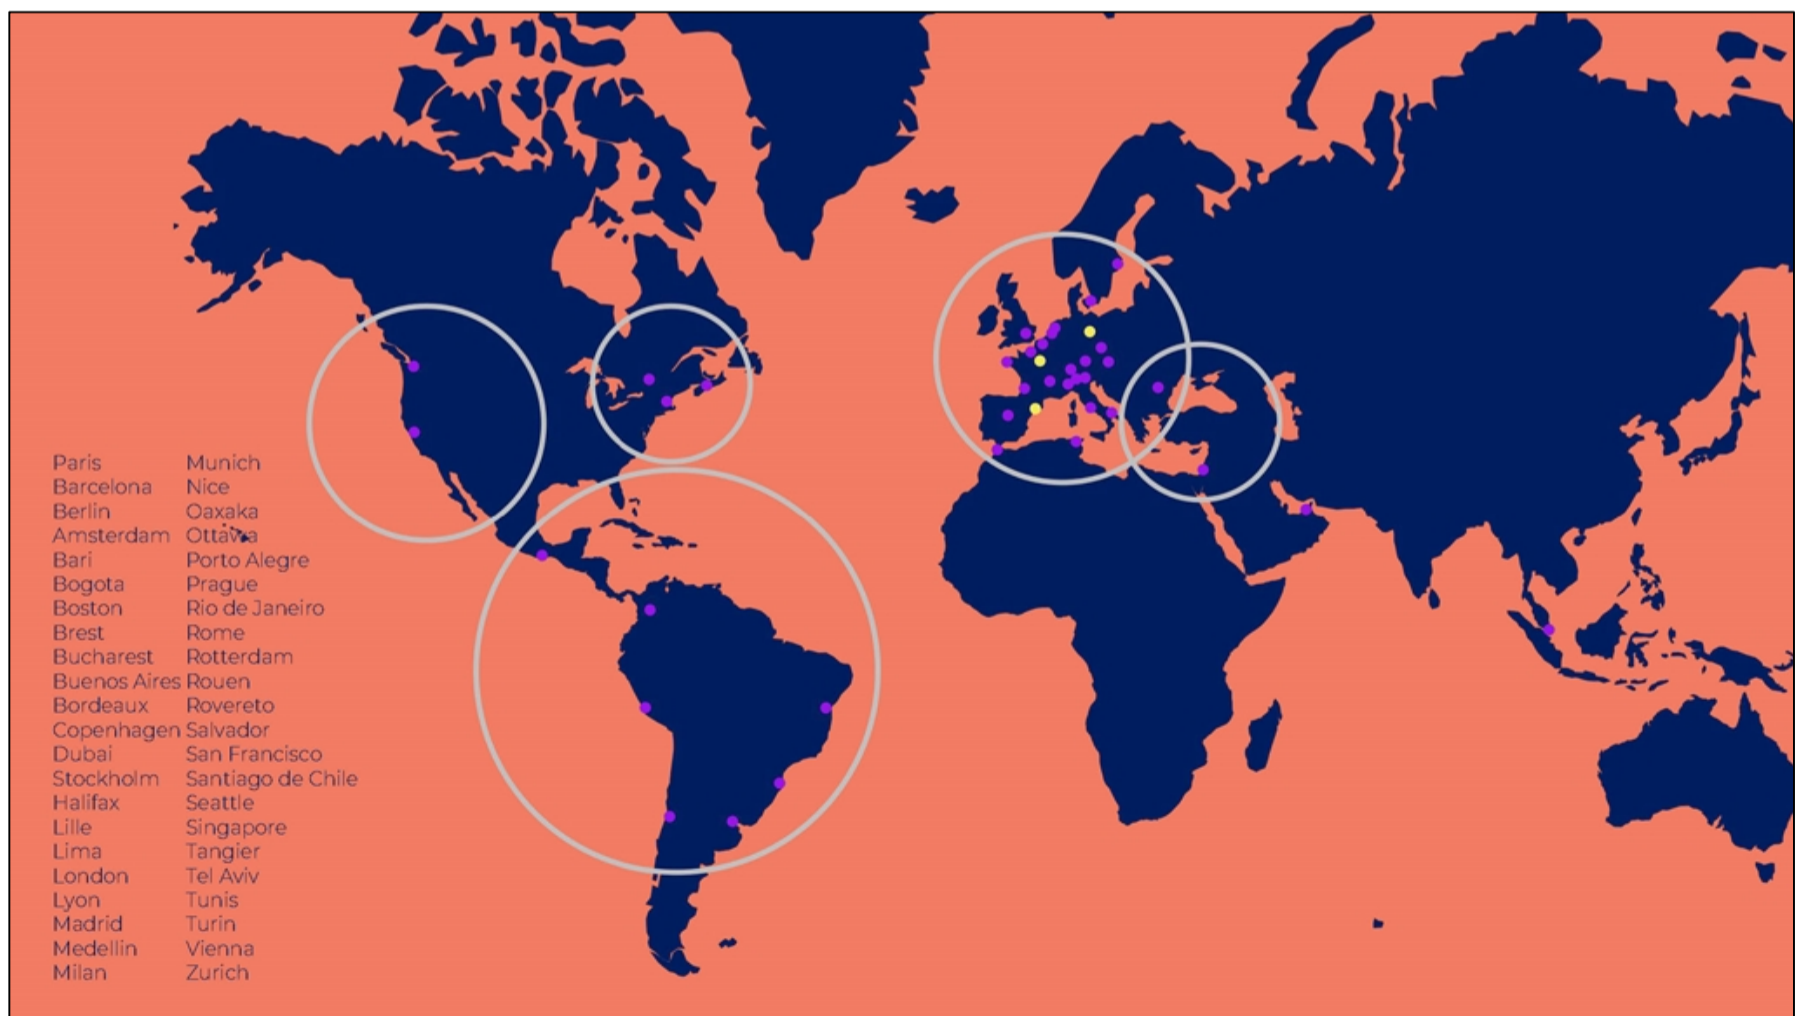 Paris
Barcelona
Berlin
Amsterdam
Bari
Bogota
Boston
Brest
Bucharest
Buenos Aires
Bordeaux
Copenhagen
Dubai
Stockholm
Halifax
Lille
Lima
London
Lyon
Madrid
Medellin
Milan
Munich
Nice
Oaxaka
Ottawa
Porto Alegre
Prague
Rio de Janeiro
Rome
Rotterdam
Rouen
Rovereto
Salvador
San Francisco
Santiago de Chile
Seattle
Singapore
Tangier
Tel Aviv
Tunis
Turin
Vienna
Zurich